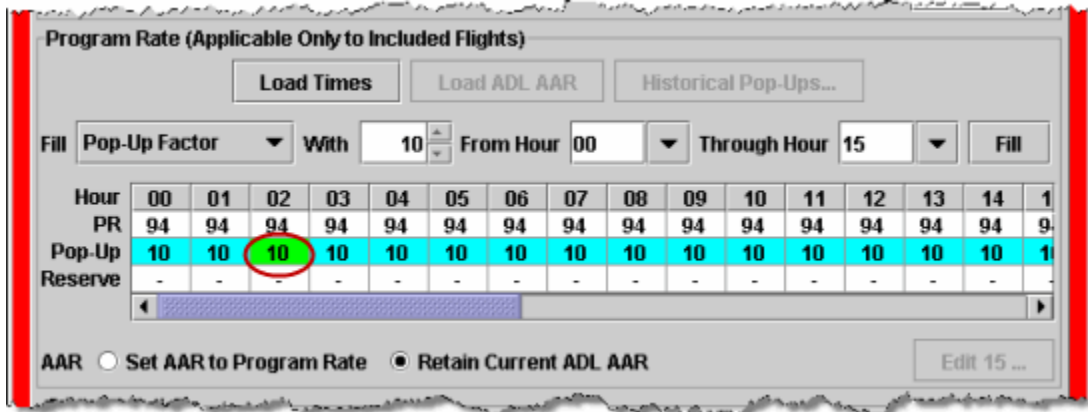 Program Rate (Applicable Only to Included Flights)
Load Times Load ADL AAR Historical Pop-Ups...
Fill Pop-Up Factor With 10 From Hour 00 Through Hour 15 Fill
Hour 00 01 02 03 04 05 06 07 08 09 10 11 12 13 14 1
PR 94 94 94 94 94 94 94 94 94 94 94 94 94 94 94 9
Pop-Up 10 10 10 10 10 10 10 10 10 10 10 10 10 10 10 1
Reserve - - - - - - - - - - - - - - - -
AAR Set AAR to Program Rate Retain Current ADL AAR Edit 15 ...